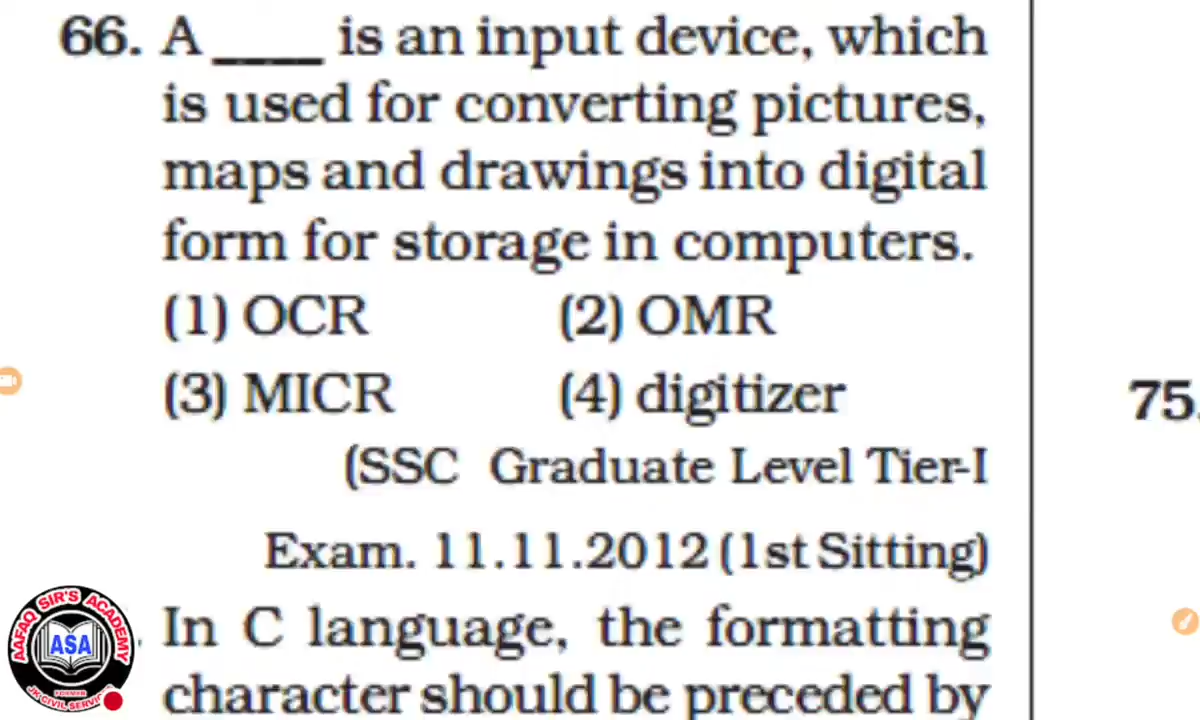 66. A ____ is an input device, which
is used for converting pictures,
maps and drawings into digital
form for storage in computers.
(1) OCR (2) OMR
(3) MICR (4) digitizer
75.
(SSC Graduate Level Tier-I
Exam. 11.11.2012 (1st Sitting)
In C language, the formatting
character should be preceded by
AAFAQ SIR'S ACADEMY
ASA